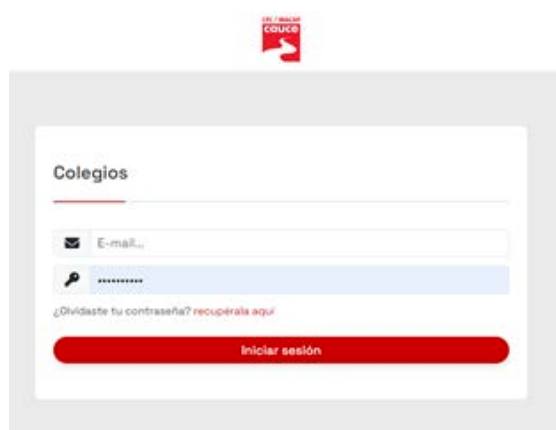 cauce
Colegios
E-mail...
••••••••••
¿Olvidaste tu contraseña? recupérala aquí
Iniciar sesión